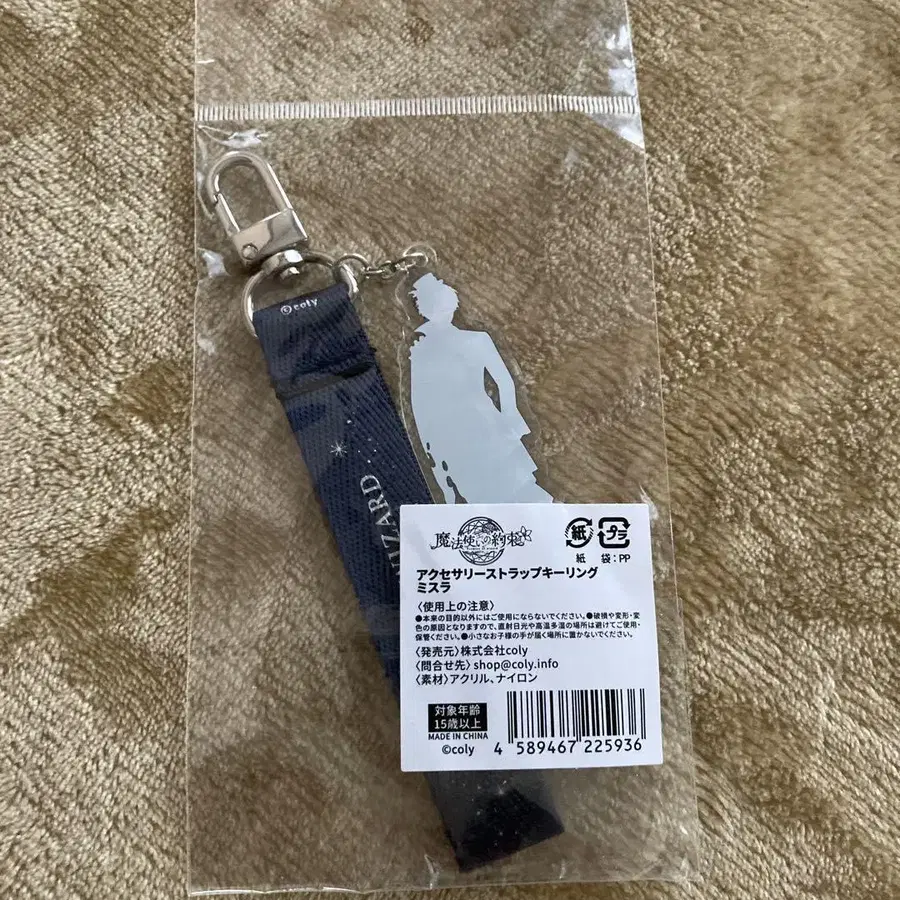 ©coly
WIZARD
魔法使いの約束
紙
プラ
紙 袋:PP
アクセサリーストラップキーリング
ミスラ
〈使用上の注意〉
●本来の目的以外にはご使用にならないでください。●破損や変形・変
色の原因となりますので、直射日光や高温多湿の場所は避けてご使用・
保管ください。●小さなお子様の手が届く場所に置かないでください。
〈発売元〉株式会社coly
〈問合せ先〉shop@coly.info
〈素材〉アクリル、ナイロン
対象年齢
15歳以上
MADE IN CHINA
©coly
4 589467 225936